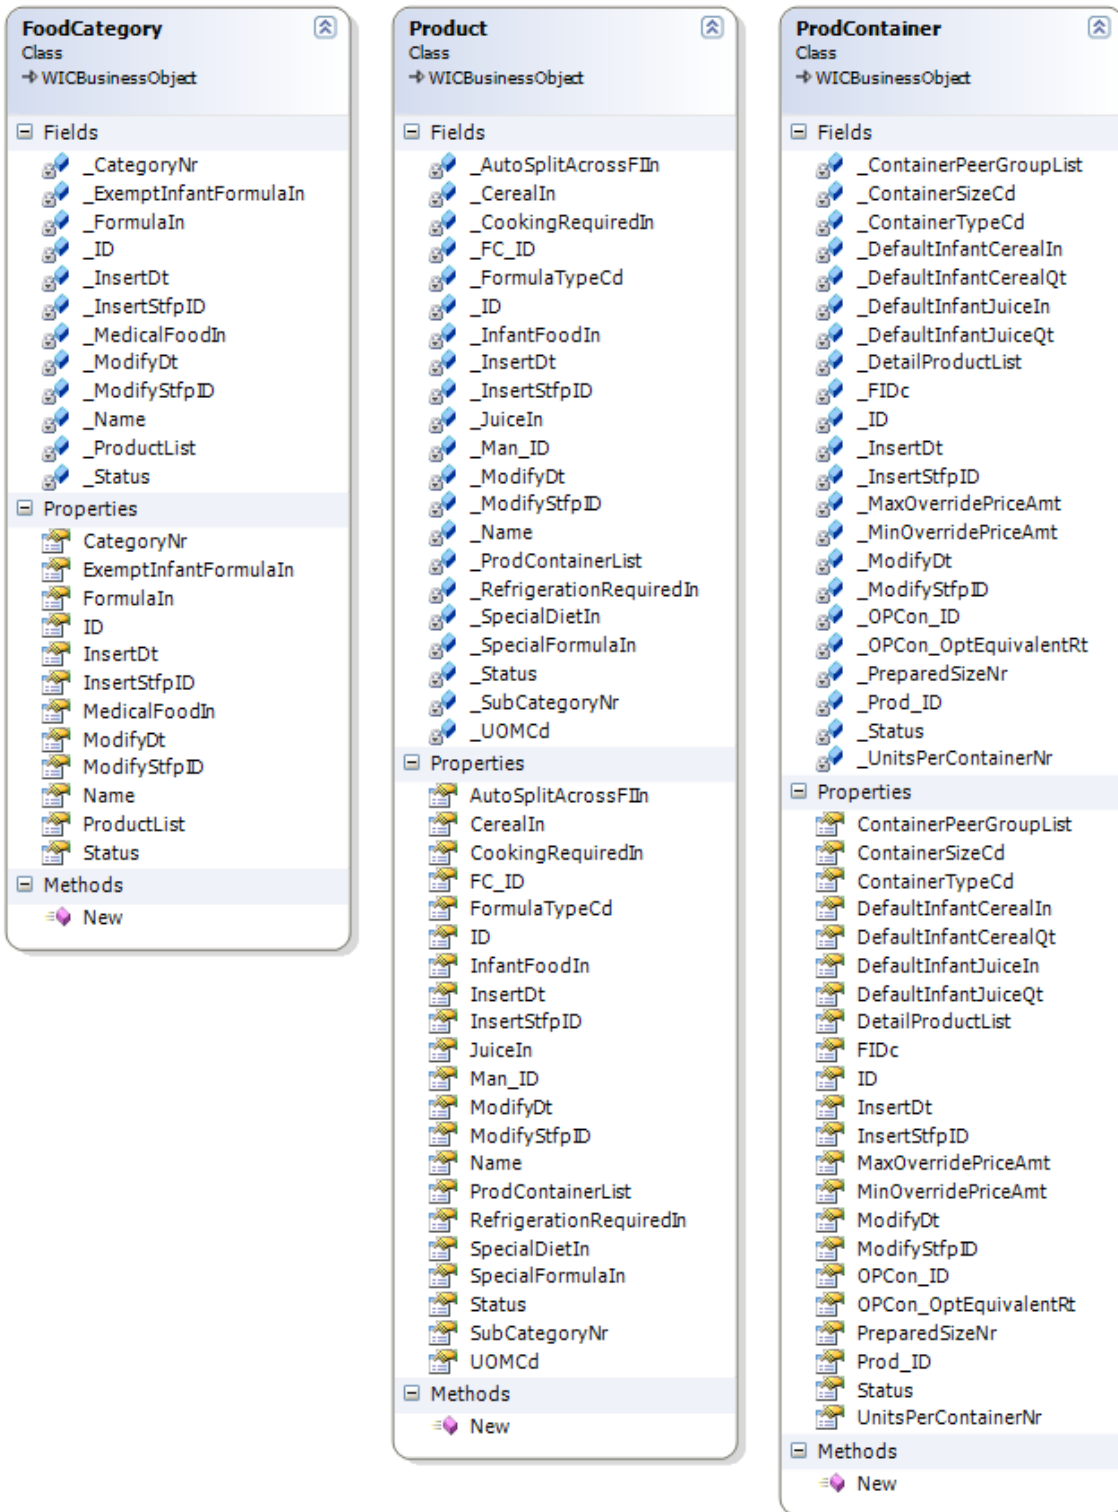 FoodCategory
Class
WICBusinessObject
Fields
_CategoryNr
_ExemptInfantFormulaIn
_FormulaIn
_ID
_InsertDt
_InsertStfpID
_MedicalFoodIn
_ModifyDt
_ModifyStfpID
_Name
_ProductList
_Status
Properties
CategoryNr
ExemptInfantFormulaIn
FormulaIn
ID
InsertDt
InsertStfpID
MedicalFoodIn
ModifyDt
ModifyStfpID
Name
ProductList
Status
Methods
New
Product
Class
WICBusinessObject
Fields
_AutoSplitAcrossFIIn
_CerealIn
_CookingRequiredIn
_FC_ID
_FormulaTypeCd
_ID
_InfantFoodIn
_InsertDt
_InsertStfpID
_JuiceIn
_Man_ID
_ModifyDt
_ModifyStfpID
_Name
_ProdContainerList
_RefrigerationRequiredIn
_SpecialDietIn
_SpecialFormulaIn
_Status
_SubCategoryNr
_UOMCd
Properties
AutoSplitAcrossFIIn
CerealIn
CookingRequiredIn
FC_ID
FormulaTypeCd
ID
InfantFoodIn
InsertDt
InsertStfpID
JuiceIn
Man_ID
ModifyDt
ModifyStfpID
Name
ProdContainerList
RefrigerationRequiredIn
SpecialDietIn
SpecialFormulaIn
Status
SubCategoryNr
UOMCd
Methods
New
ProdContainer
Class
WICBusinessObject
Fields
_ContainerPeerGroupList
_ContainerSizeCd
_ContainerTypeCd
_DefaultInfantCerealIn
_DefaultInfantCerealQt
_DefaultInfantJuiceIn
_DefaultInfantJuiceQt
_DetailProductList
_FIDc
_ID
_InsertDt
_InsertStfpID
_MaxOverridePriceAmt
_MinOverridePriceAmt
_ModifyDt
_ModifyStfpID
_OPCon_ID
_OPCon_OptEquivalentRt
_PreparedSizeNr
_Prod_ID
_Status
_UnitsPerContainerNr
Properties
ContainerPeerGroupList
ContainerSizeCd
ContainerTypeCd
DefaultInfantCerealIn
DefaultInfantCerealQt
DefaultInfantJuiceIn
DefaultInfantJuiceQt
DetailProductList
FIDc
ID
InsertDt
InsertStfpID
MaxOverridePriceAmt
MinOverridePriceAmt
ModifyDt
ModifyStfpID
OPCon_ID
OPCon_OptEquivalentRt
PreparedSizeNr
Prod_ID
Status
UnitsPerContainerNr
Methods
New